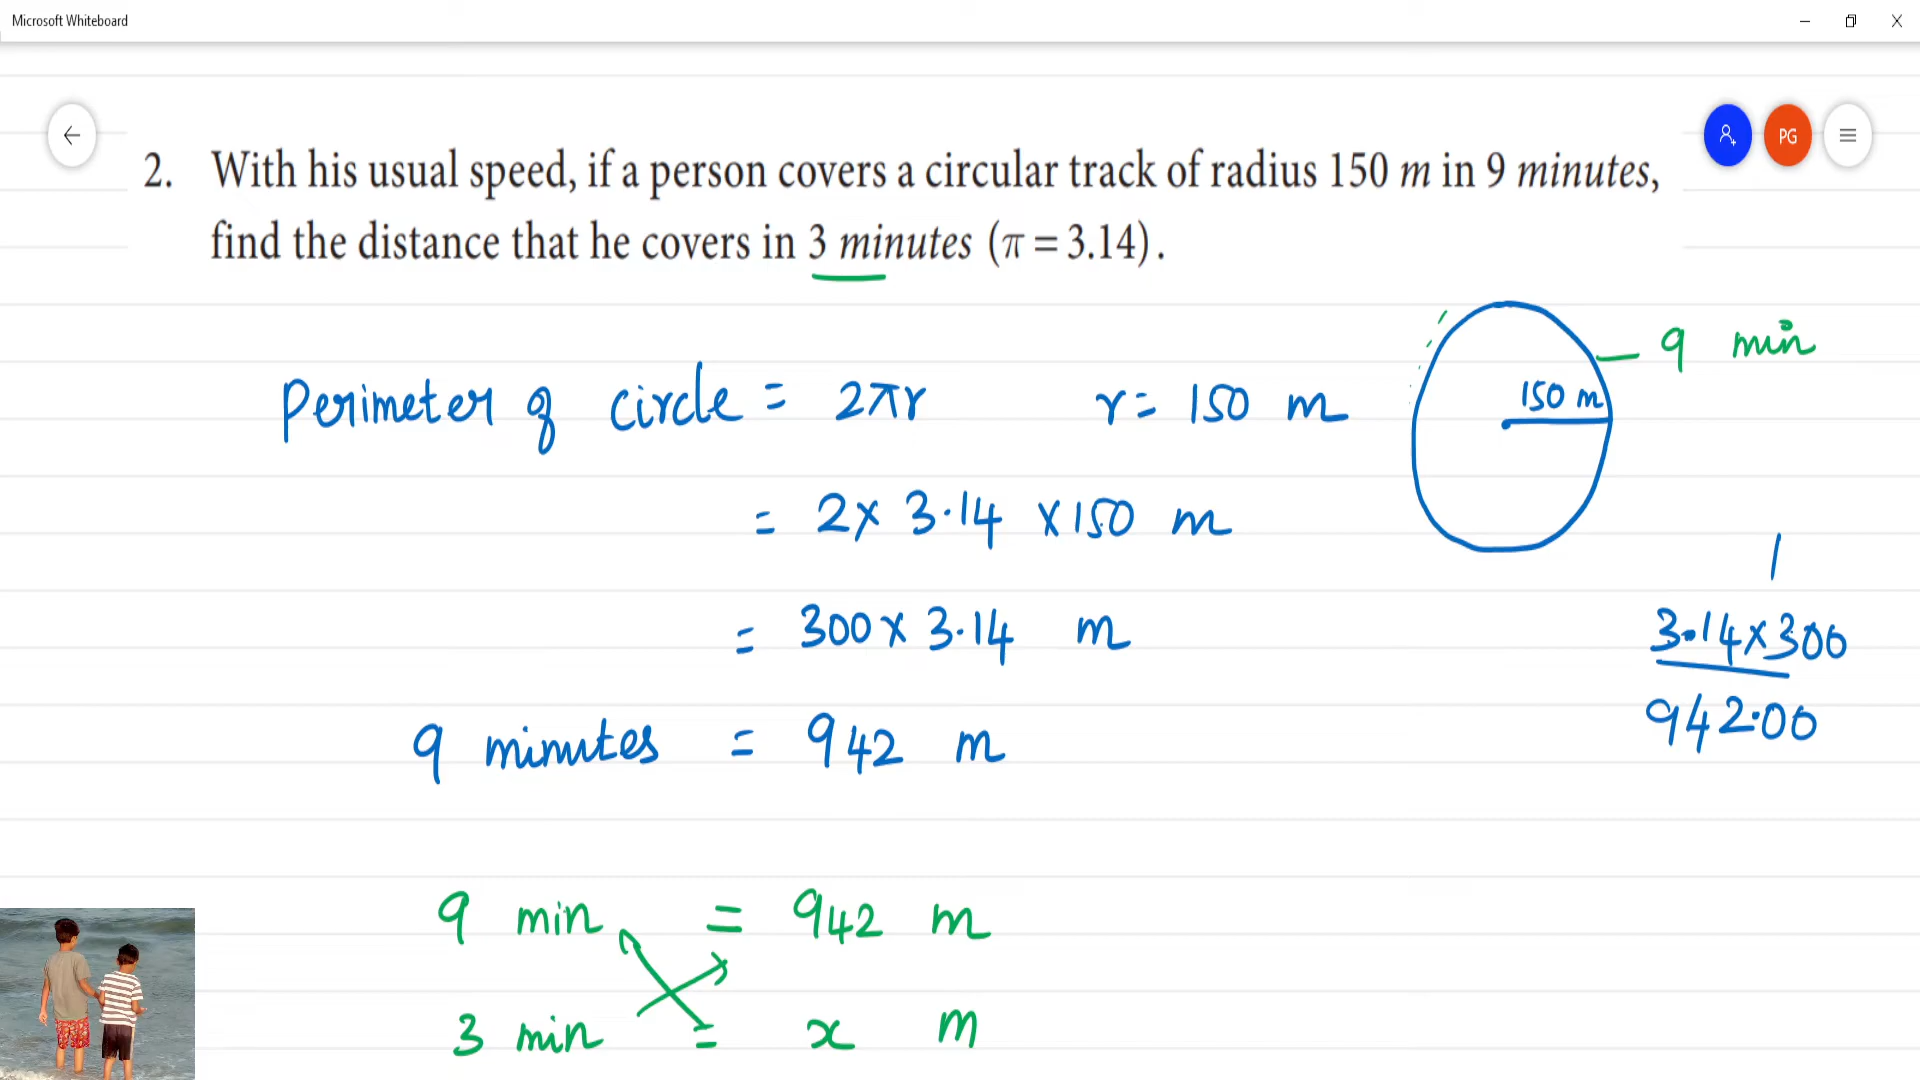 Microsoft Whiteboard
PG
2. With his usual speed, if a person covers a circular track of radius 150 m in 9 minutes,
find the distance that he covers in 3 minutes (π = 3.14).
9 min
150 m
Perimeter of circle = 2πr r = 150 m
= 2 × 3.14 × 150 m
= 300 × 3.14 m
1
3.14 × 300
942.00
9 minutes = 942 m
9 min = 942 m
3 min = x m